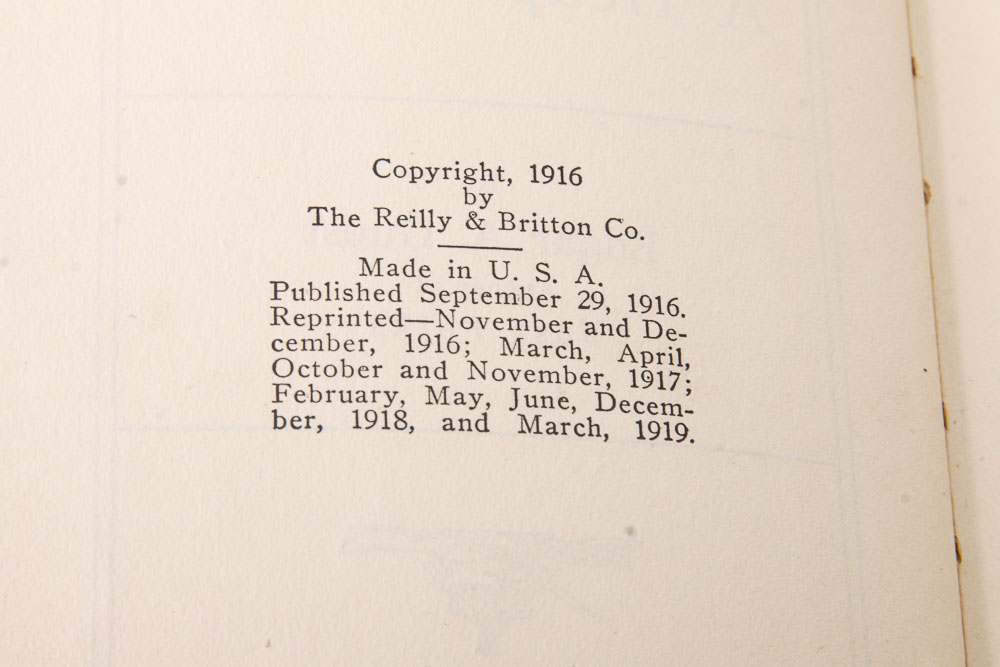 Copyright, 1916
by
The Reilly & Britton Co.
Made in U. S. A.
Published September 29, 1916.
Reprinted—November and De-
cember, 1916; March, April,
October and November, 1917;
February, May, June, Decem-
ber, 1918, and March, 1919.